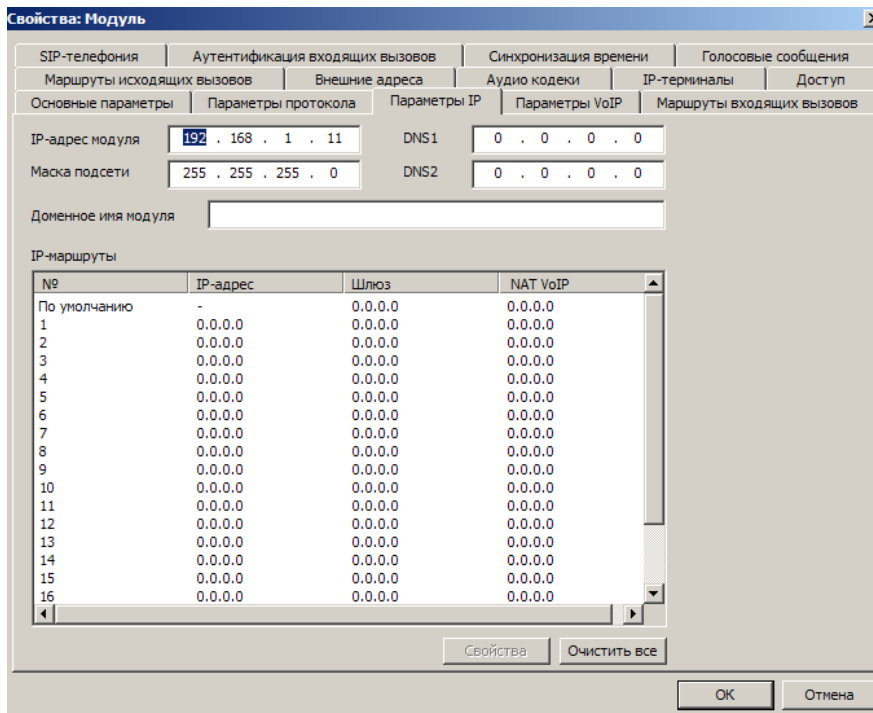 Свойства: Модуль
SIP-телефония Аутентификация входящих вызовов Синхронизация времени Голосовые сообщения
Маршруты исходящих вызовов Внешние адреса Аудио кодеки IP-терминалы Доступ
Основные параметры Параметры протокола Параметры IP Параметры VoIP Маршруты входящих вызовов
IP-адрес модуля 192 . 168 . 1 . 11 DNS1 0 . 0 . 0 . 0
Маска подсети 255 . 255 . 255 . 0 DNS2 0 . 0 . 0 . 0
Доменное имя модуля
IP-маршруты
№ IP-адрес Шлюз NAT VoIP
По умолчанию - 0.0.0.0 0.0.0.0
1 0.0.0.0 0.0.0.0 0.0.0.0
2 0.0.0.0 0.0.0.0 0.0.0.0
3 0.0.0.0 0.0.0.0 0.0.0.0
4 0.0.0.0 0.0.0.0 0.0.0.0
5 0.0.0.0 0.0.0.0 0.0.0.0
6 0.0.0.0 0.0.0.0 0.0.0.0
7 0.0.0.0 0.0.0.0 0.0.0.0
8 0.0.0.0 0.0.0.0 0.0.0.0
9 0.0.0.0 0.0.0.0 0.0.0.0
10 0.0.0.0 0.0.0.0 0.0.0.0
11 0.0.0.0 0.0.0.0 0.0.0.0
12 0.0.0.0 0.0.0.0 0.0.0.0
13 0.0.0.0 0.0.0.0 0.0.0.0
14 0.0.0.0 0.0.0.0 0.0.0.0
15 0.0.0.0 0.0.0.0 0.0.0.0
16 0.0.0.0 0.0.0.0 0.0.0.0
Свойства Очистить все
OK Отмена